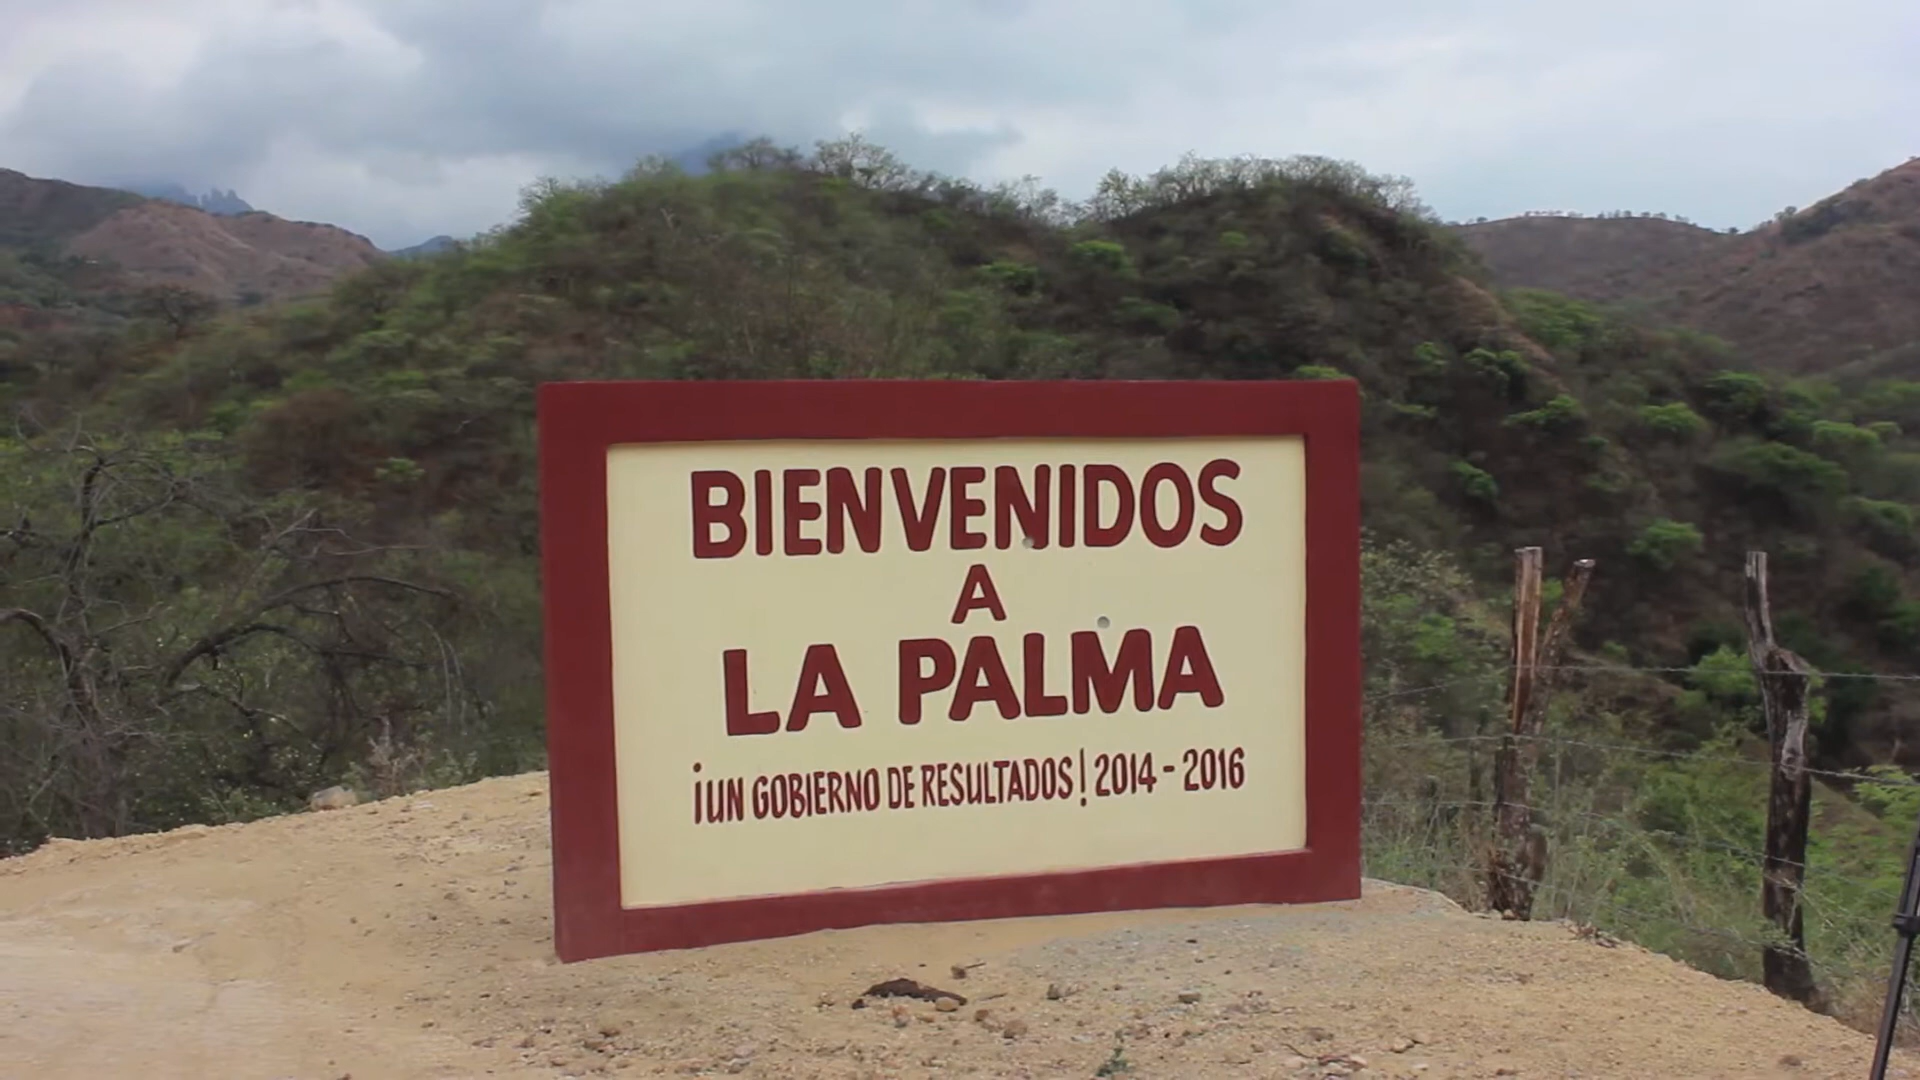 BIENVENIDOS
A
LA PALMA
¡UN GOBIERNO DE RESULTADOS! 2014-2016